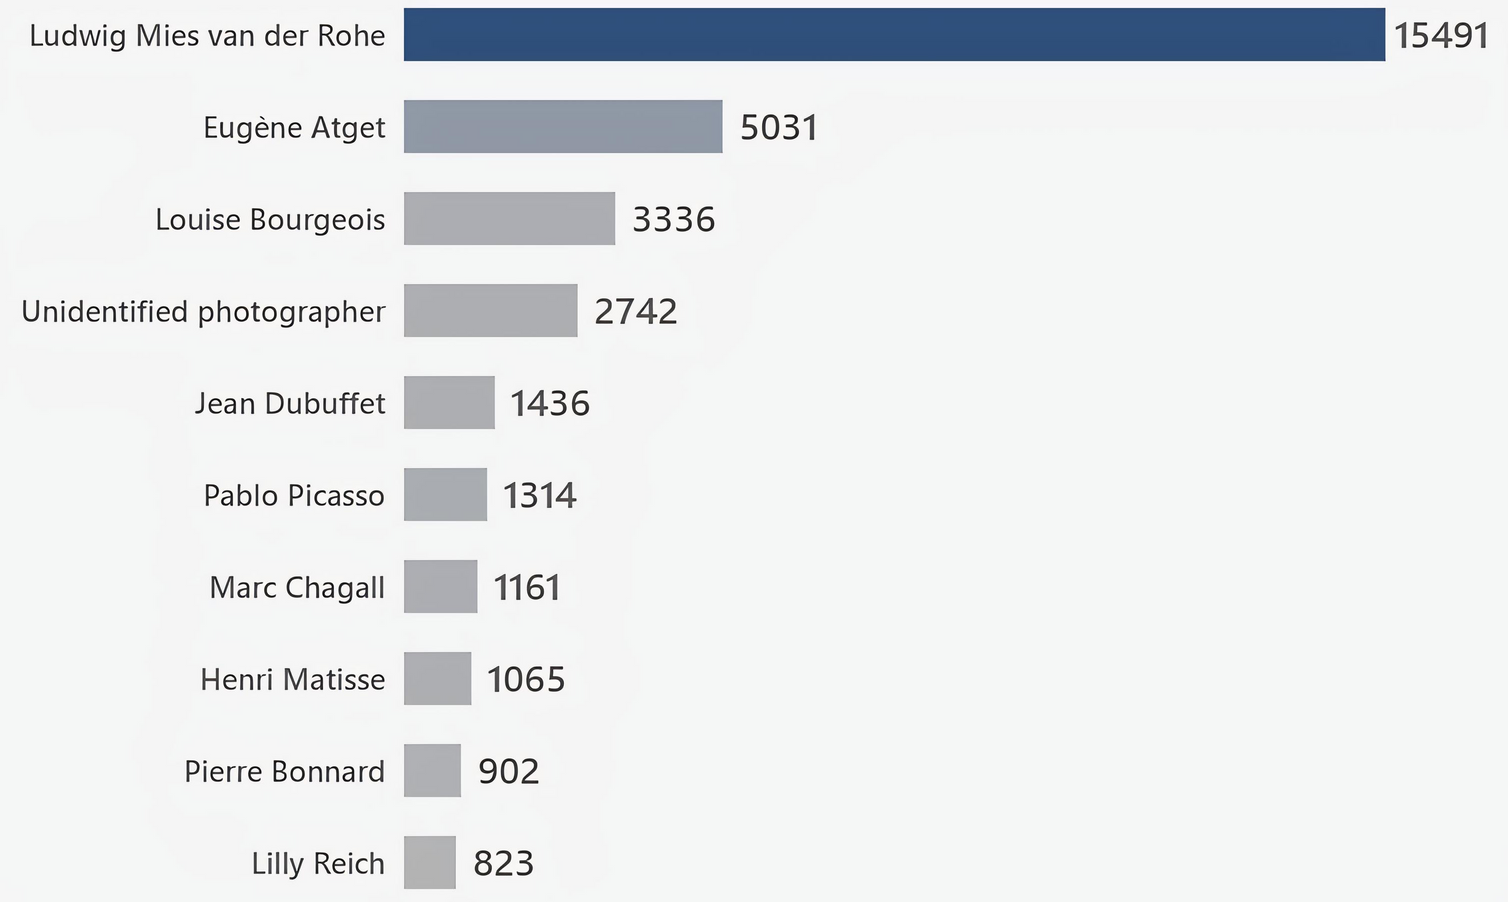 Ludwig Mies van der Rohe 15491
Eugène Atget 5031
Louise Bourgeois 3336
Unidentified photographer 2742
Jean Dubuffet 1436
Pablo Picasso 1314
Marc Chagall 1161
Henri Matisse 1065
Pierre Bonnard 902
Lilly Reich 823